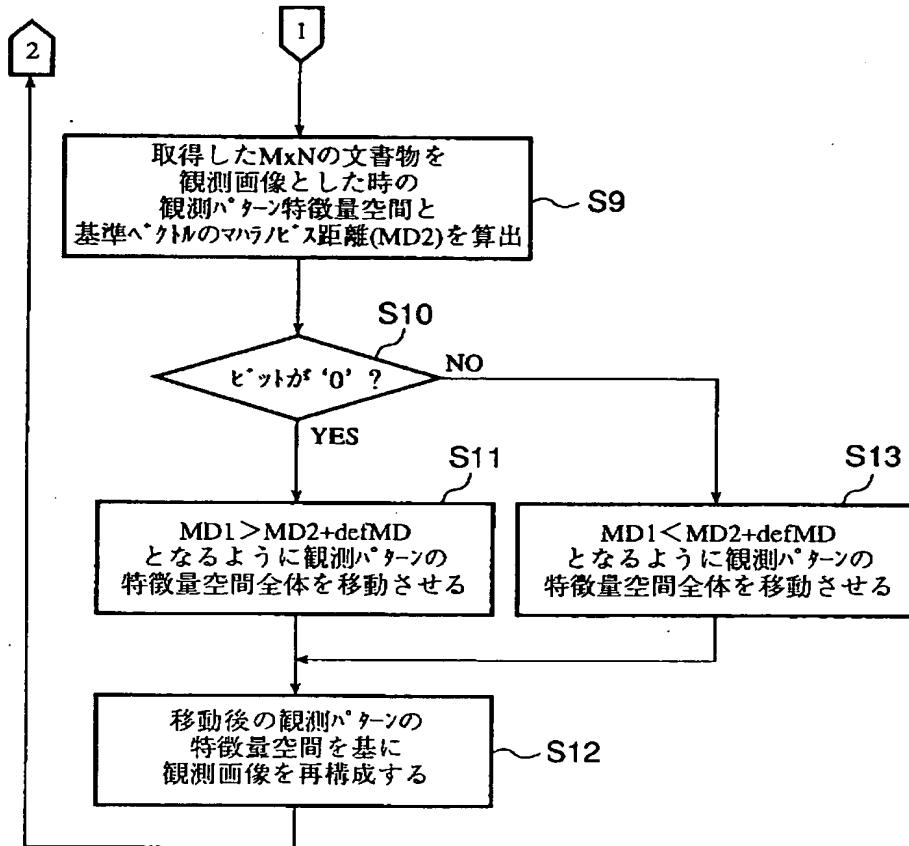 2
1
取得したMxNの文書物を
観測画像とした時の
観測ﾊﾟﾀｰﾝ特徴量空間と
基準ﾍﾞｸﾄﾙのﾏﾊﾗﾉﾋﾞｽ距離(MD2)を算出
S9
S10
ﾋﾞｯﾄが '0' ?
NO
YES
S11
MD1>MD2+defMD
となるように観測ﾊﾟﾀｰﾝの
特徴量空間全体を移動させる
S13
MD1<MD2+defMD
となるように観測ﾊﾟﾀｰﾝの
特徴量空間全体を移動させる
移動後の観測ﾊﾟﾀｰﾝの
特徴量空間を基に
観測画像を再構成する
S12